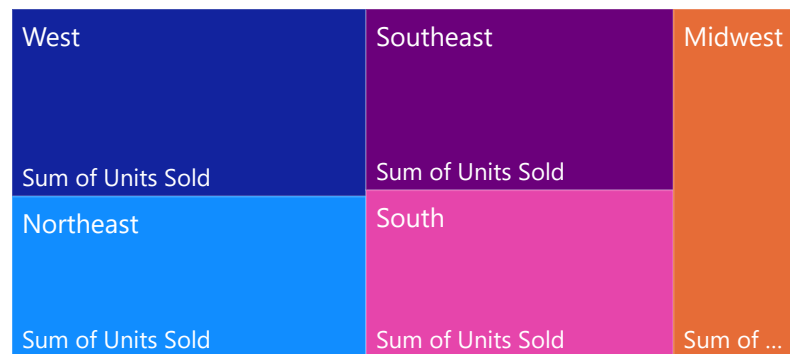 West
Sum of Units Sold
Northeast
Sum of Units Sold
Southeast
Sum of Units Sold
South
Sum of Units Sold
Midwest
Sum of ...